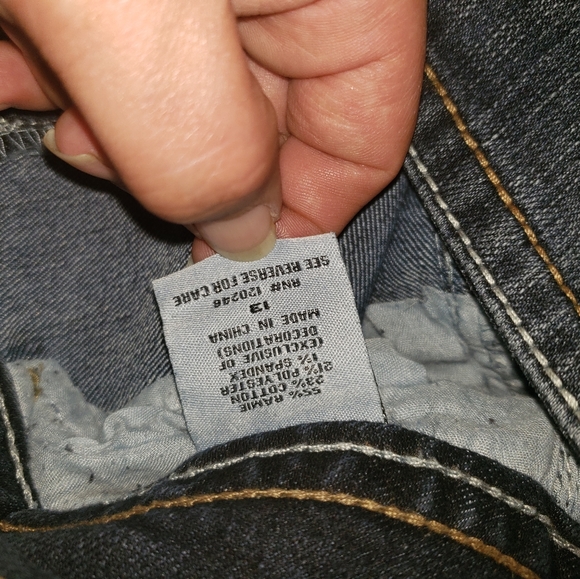 55% RAMIE
23% COTTON
21% POLYESTER
1% SPANDEX
(EXCLUSIVE OF
DECORATIONS)
MADE IN CHINA
13
RN# 120246
SEE REVERSE FOR CARE